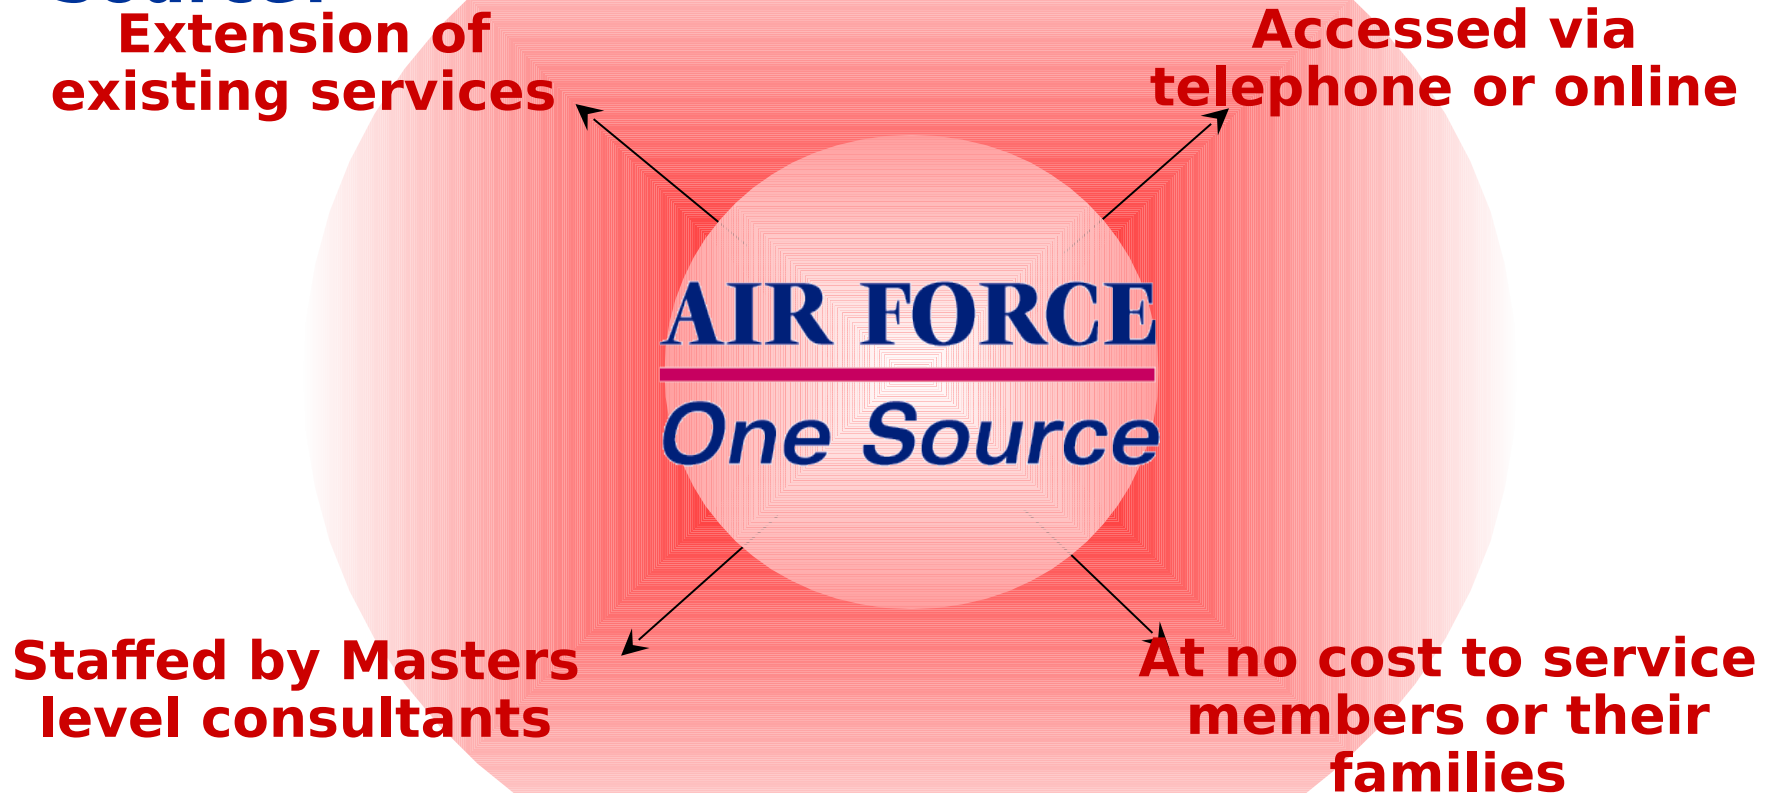 Extension of
existing services
Accessed via
telephone or online
AIR FORCE
One Source
Staffed by Masters
level consultants
At no cost to service
members or their
families